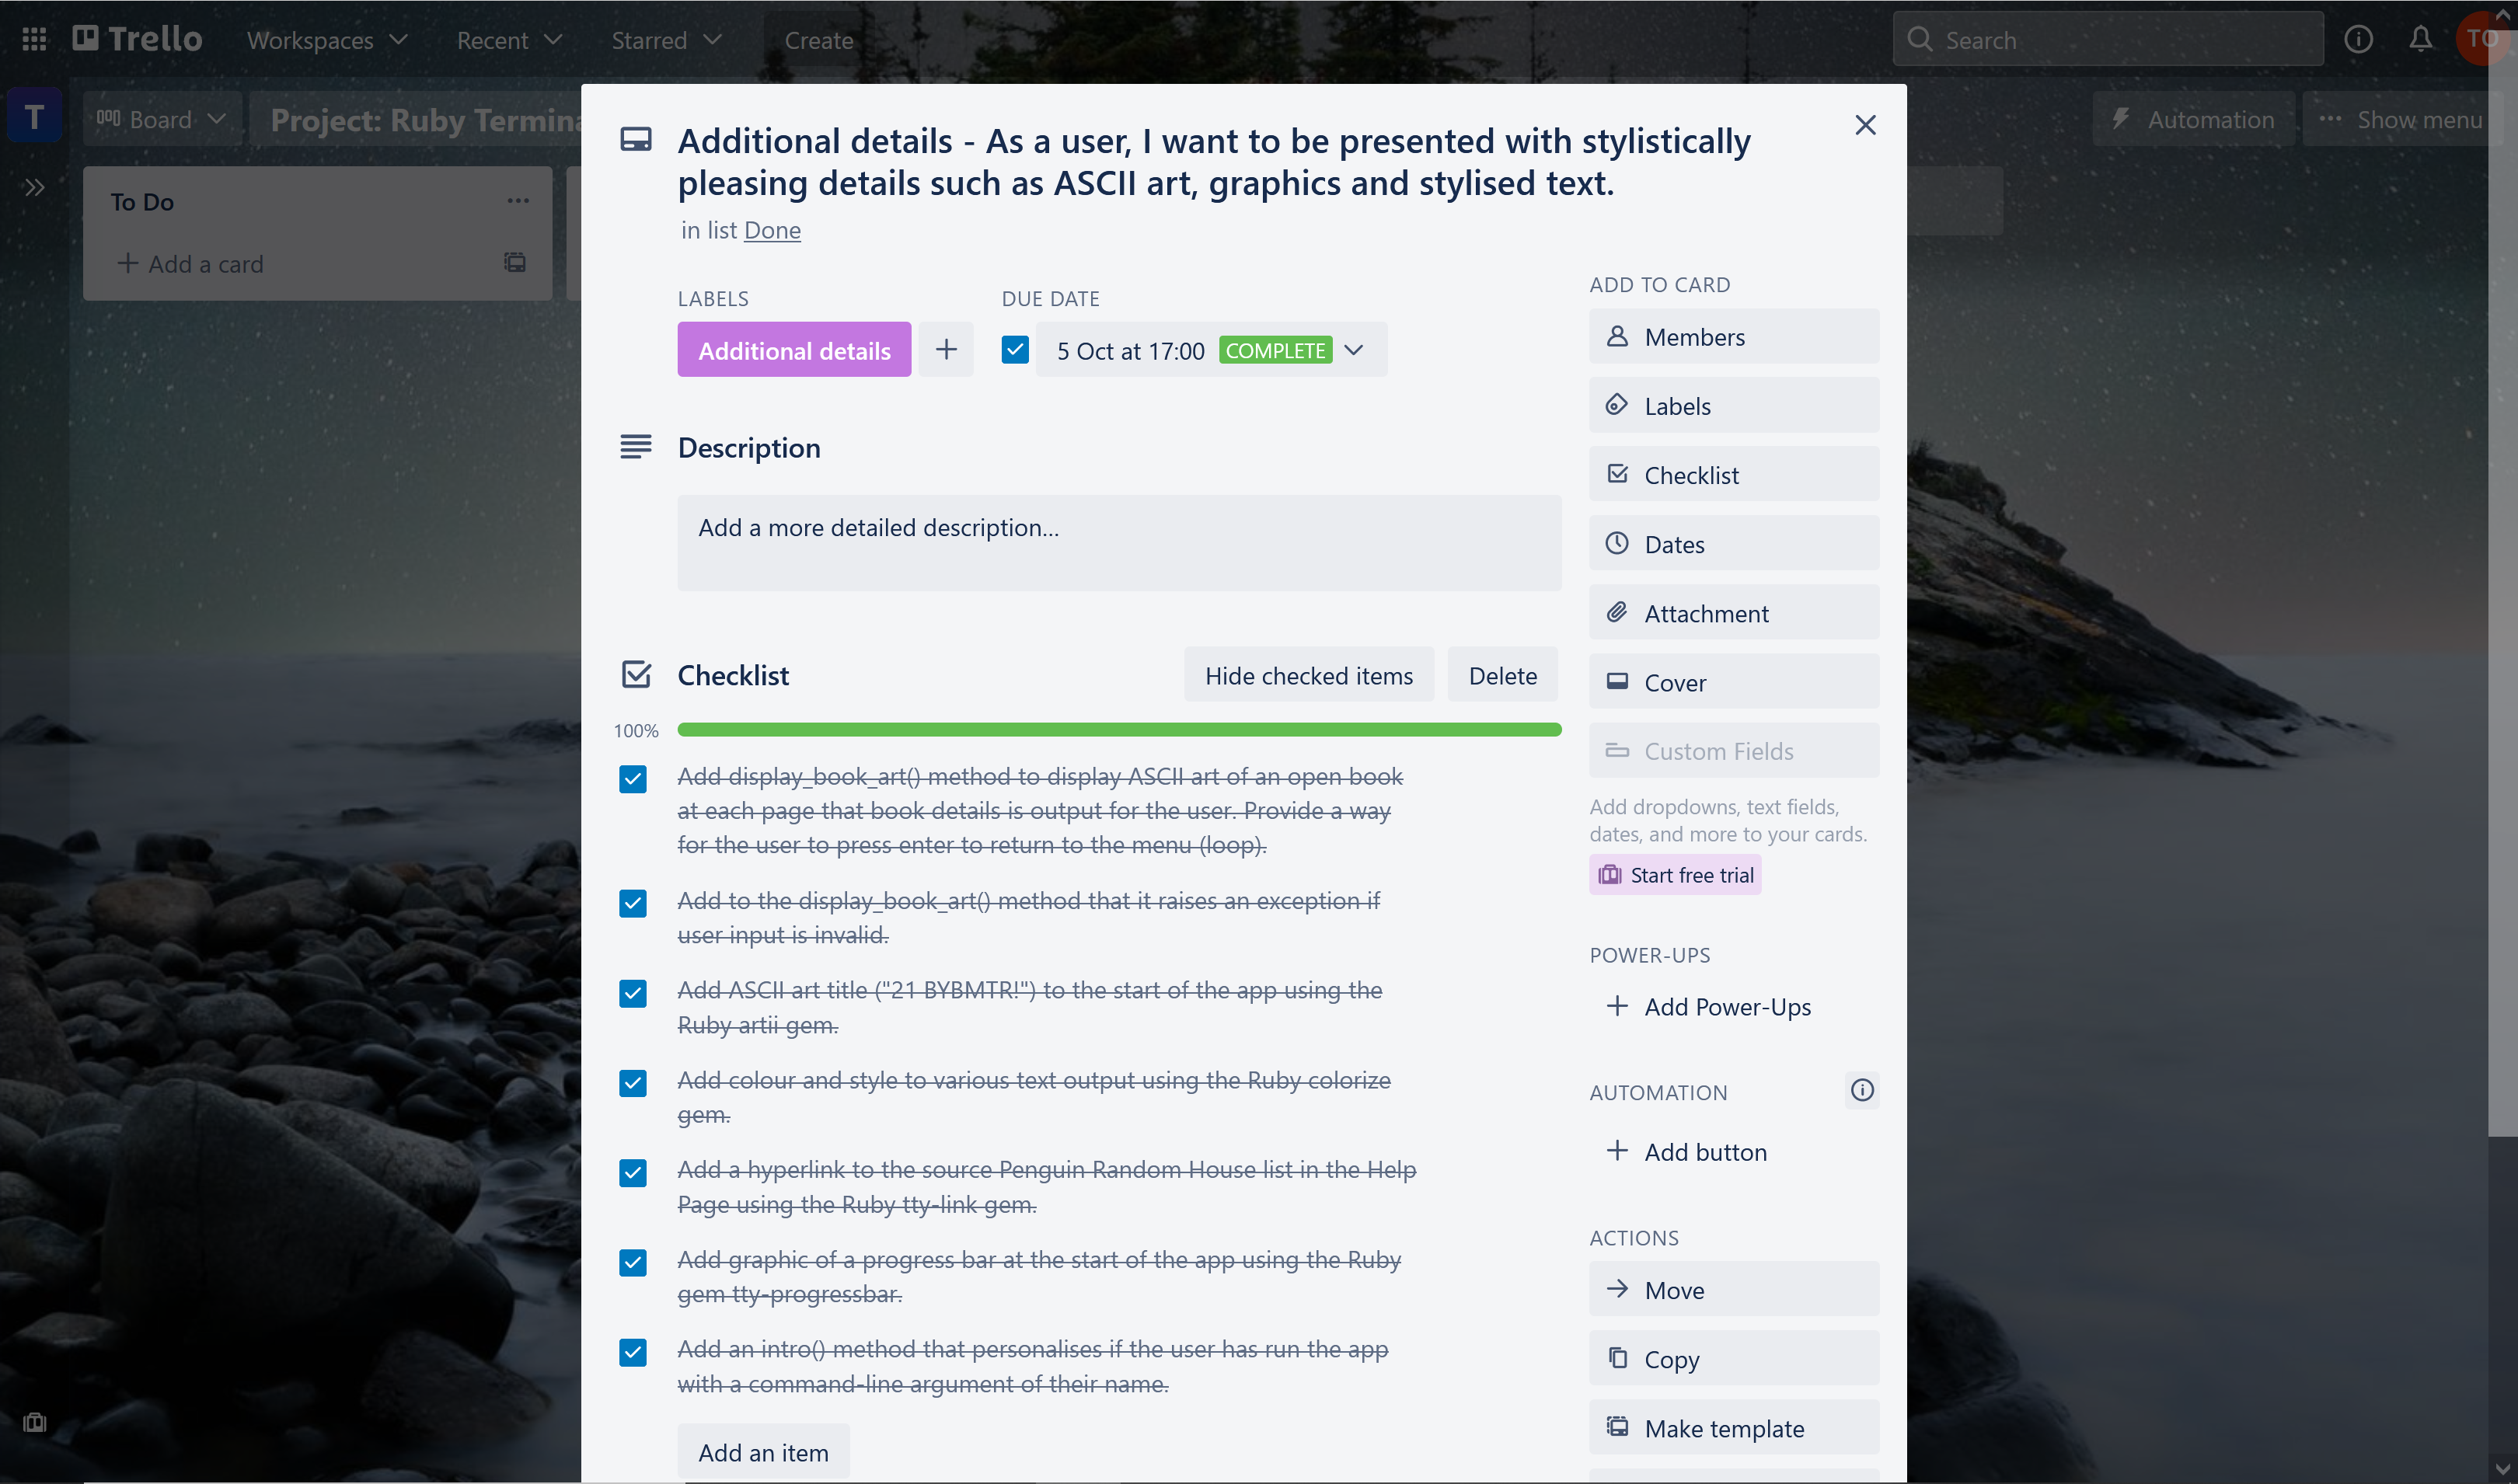 Trello
Workspaces
Recent
Starred
Create
Search
TO
T
Board
Project: Ruby Termina
Automation
Show menu
To Do
Add a card
Additional details - As a user, I want to be presented with stylistically
pleasing details such as ASCII art, graphics and stylised text.
in list Done
LABELS
DUE DATE
Additional details
5 Oct at 17:00
COMPLETE
Description
Add a more detailed description...
Checklist
Hide checked items
Delete
100%
Add display_book_art() method to display ASCII art of an open book
at each page that book details is output for the user. Provide a way
for the user to press enter to return to the menu (loop).
Add to the display_book_art() method that it raises an exception if
user input is invalid.
Add ASCII art title ("21 BYBMTR!") to the start of the app using the
Ruby artii gem.
Add colour and style to various text output using the Ruby colorize
gem.
Add a hyperlink to the source Penguin Random House list in the Help
Page using the Ruby tty-link gem.
Add graphic of a progress bar at the start of the app using the Ruby
gem tty-progressbar.
Add an intro() method that personalises if the user has run the app
with a command-line argument of their name.
Add an item
ADD TO CARD
Members
Labels
Checklist
Dates
Attachment
Cover
Custom Fields
Add dropdowns, text fields,
dates, and more to your cards.
Start free trial
POWER-UPS
Add Power-Ups
AUTOMATION
Add button
ACTIONS
Move
Copy
Make template